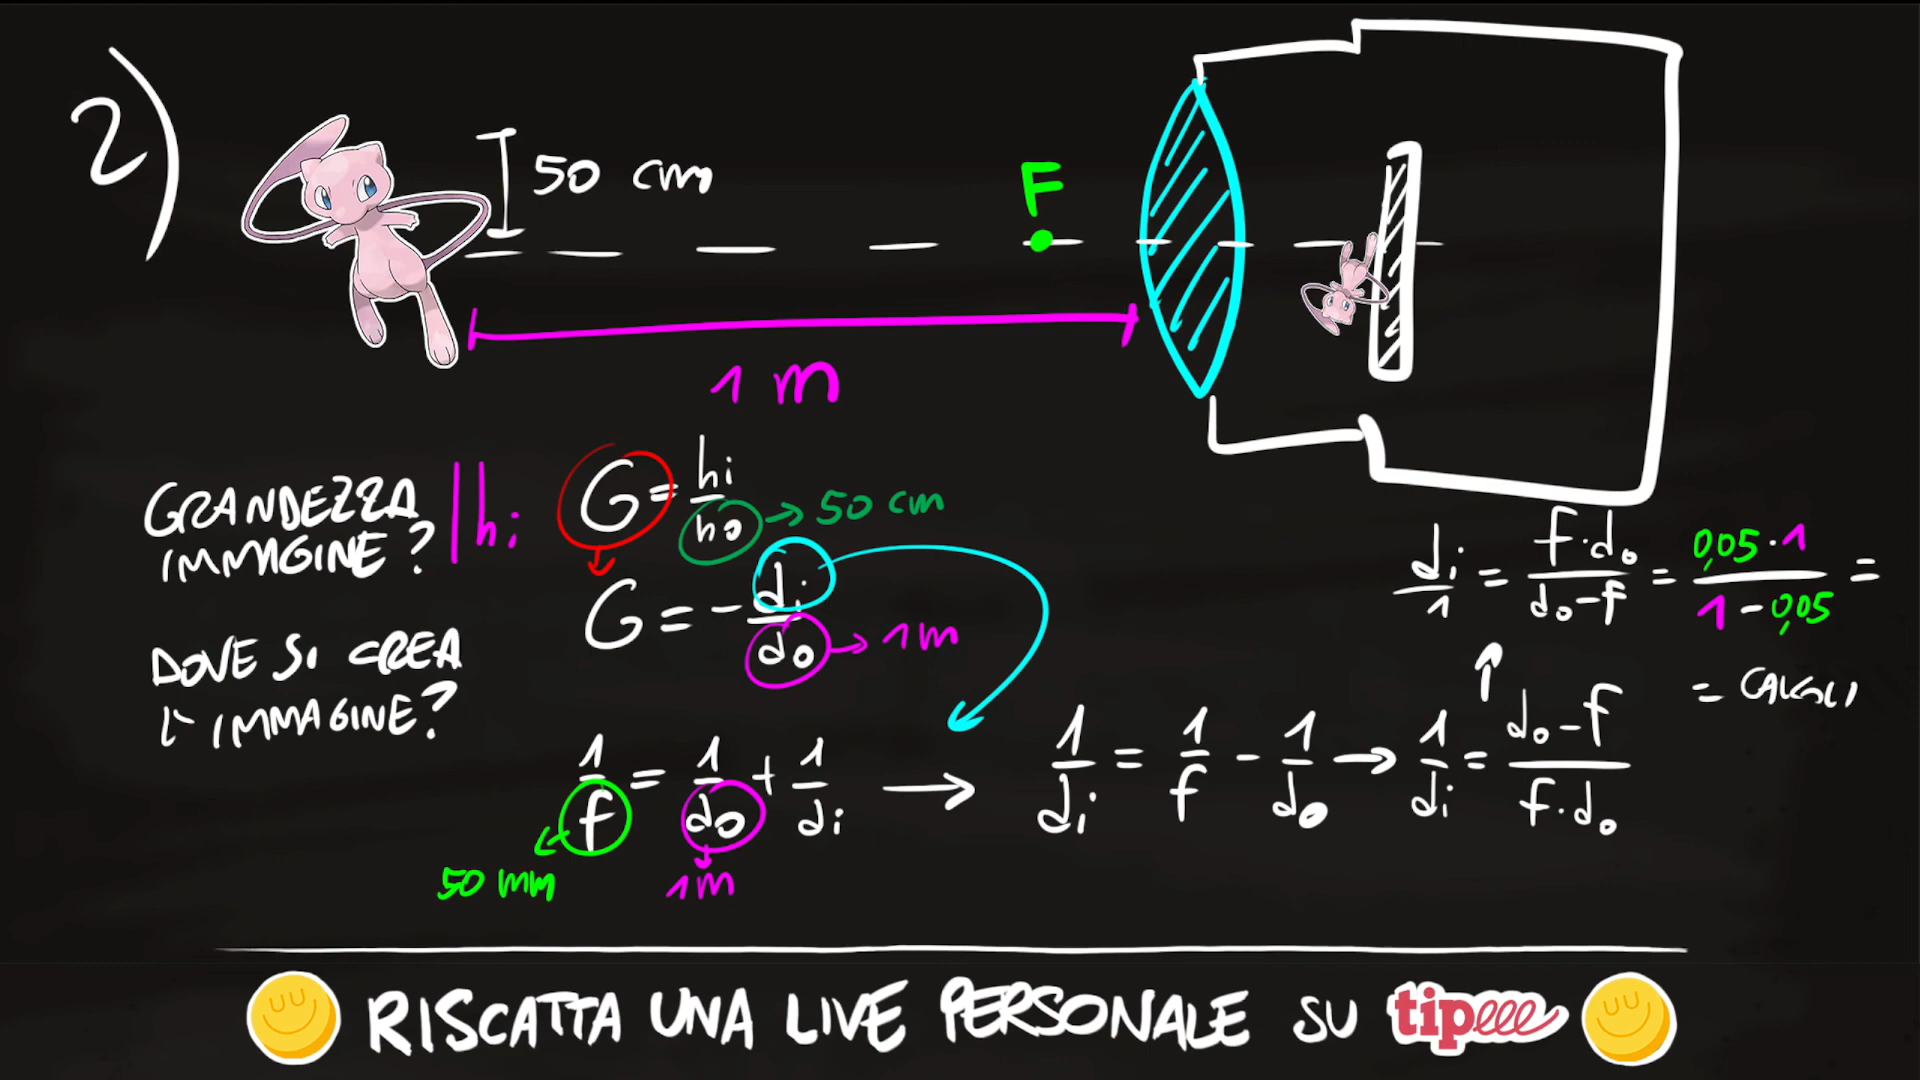 2)
50 cm
F
1 m
GRANDEZZA
IMMAGINE?
hi
G = hi/ho → 50 cm
G = - di/do → 1 m
DOVE SI CREA
L'IMMAGINE?
di/1 = f·do/do-f = 0,05·1/1-0,05 =
= CALCOLI
1/f = 1/do + 1/di → 1/di = 1/f - 1/do → 1/di = do-f/f·do
50 mm
1 m
RISCATTA UNA LIVE PERSONALE SU tipeee